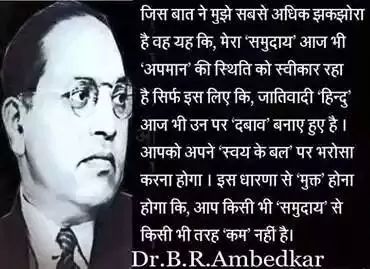 जिस बात ने मुझे सबसे अधिक झकझोरा
है वह यह कि, मेरा ‘समुदाय’ आज भी
‘अपमान’ की स्थिति को स्वीकार रहा
है सिर्फ इस लिए कि, जातिवादी ‘हिन्दु’
आज भी उन पर ‘दबाव’ बनाए हुए है ।
आपको अपने ‘स्वय के बल’ पर भरोसा
करना होगा । इस धारणा से ‘मुक्त’ होना
होगा कि, आप किसी भी ‘समुदाय’ से
किसी भी तरह ‘कम’ नहीं है।
Dr.B.R.Ambedkar